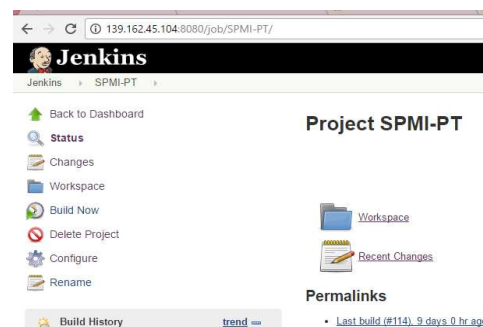 139.162.45.104:8080/job/SPMI-PT/
Jenkins
Jenkins SPMI-PT
Back to Dashboard
Status
Changes
Workspace
Build Now
Delete Project
Configure
Rename
Build History trend
Project SPMI-PT
Workspace
Recent Changes
Permalinks
Last build (#114), 9 days 0 hr ago